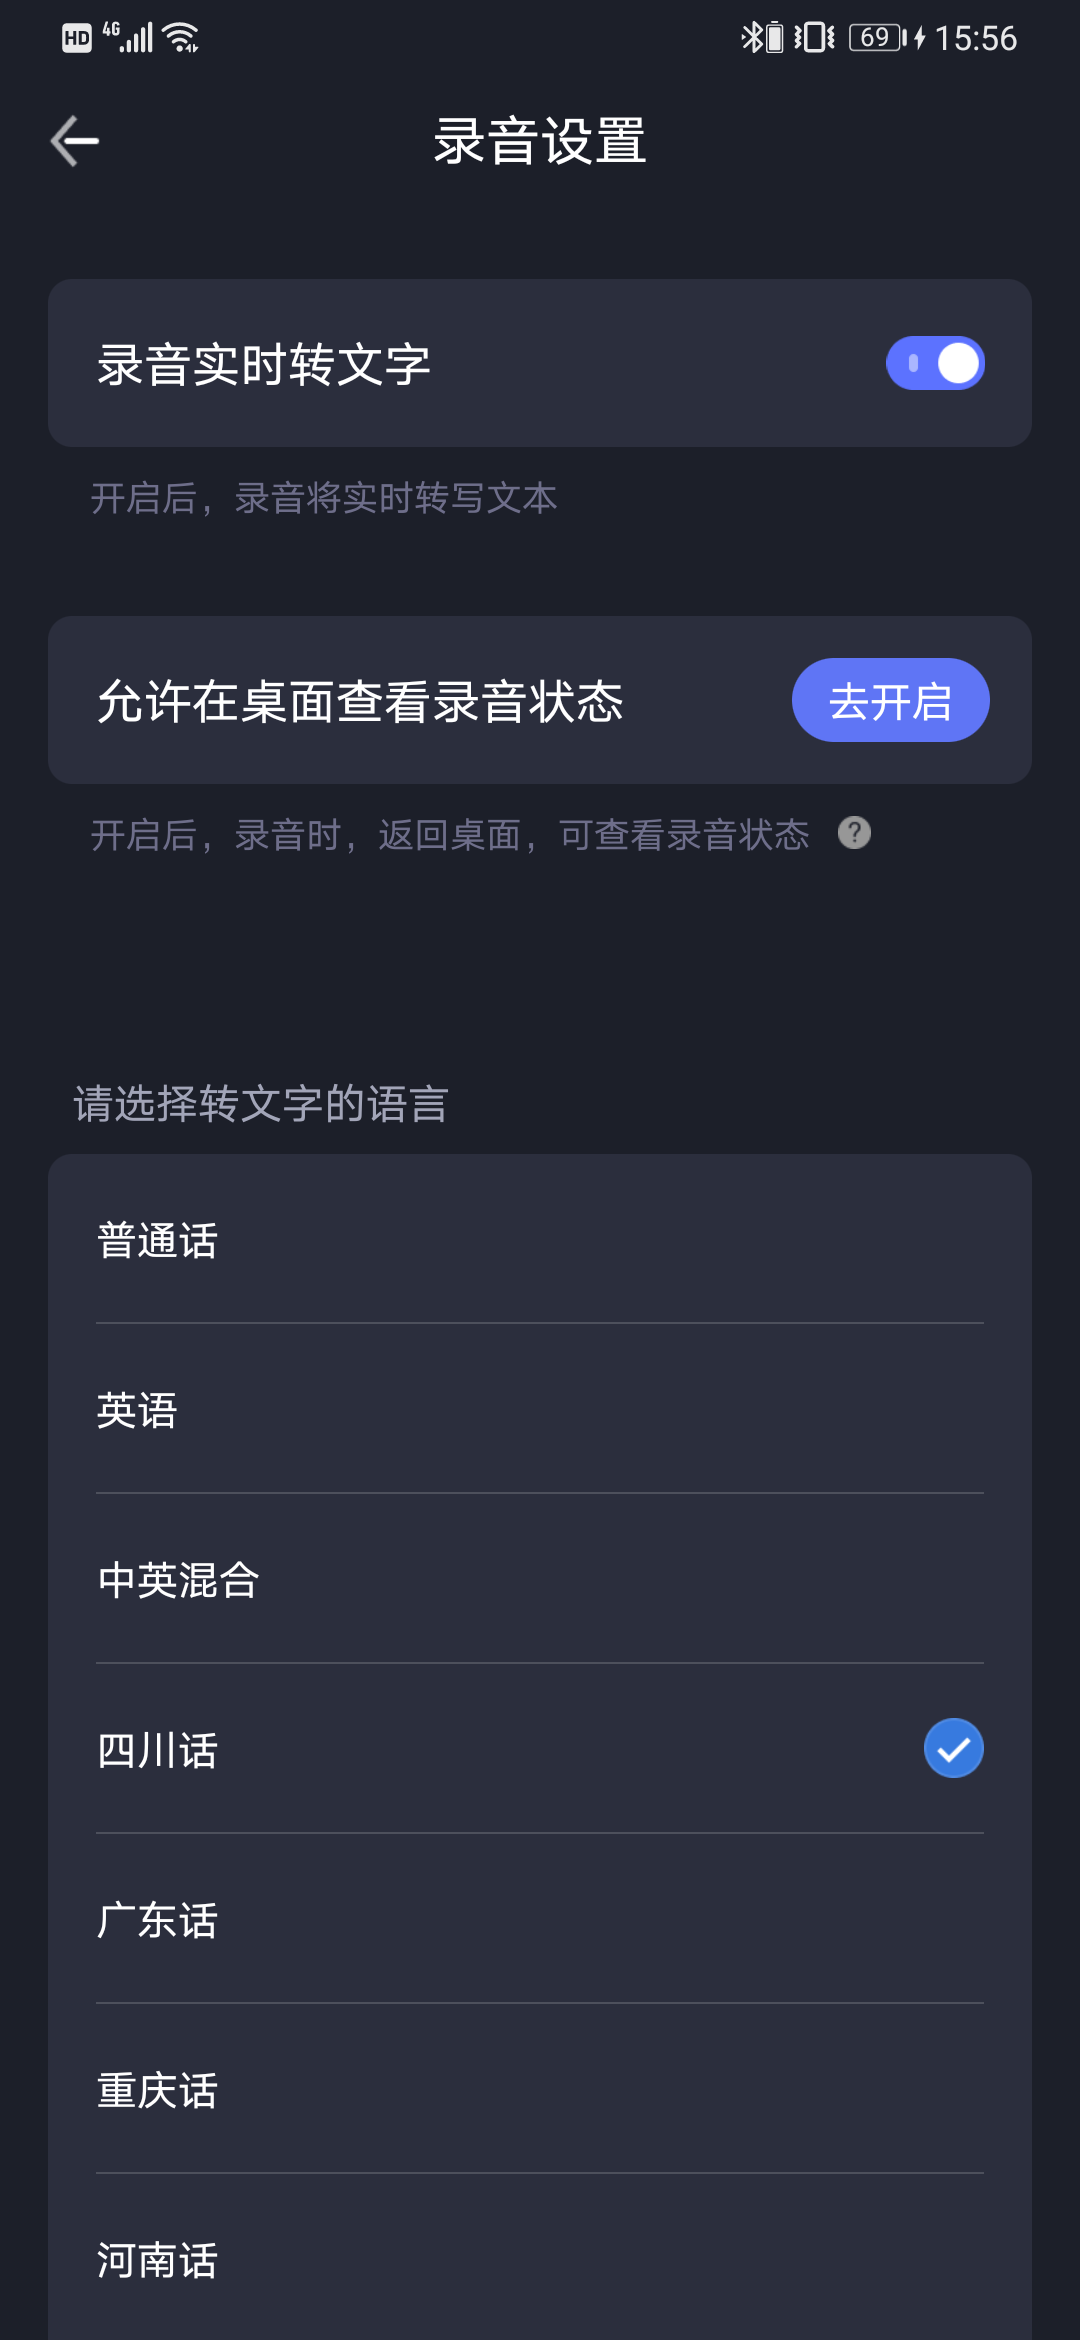 HD 4G 69 15:56
录音设置
录音实时转文字
开启后，录音将实时转写文本
允许在桌面查看录音状态 去开启
开启后，录音时，返回桌面，可查看录音状态 ?
请选择转文字的语言
普通话
英语
中英混合
四川话
广东话
重庆话
河南话